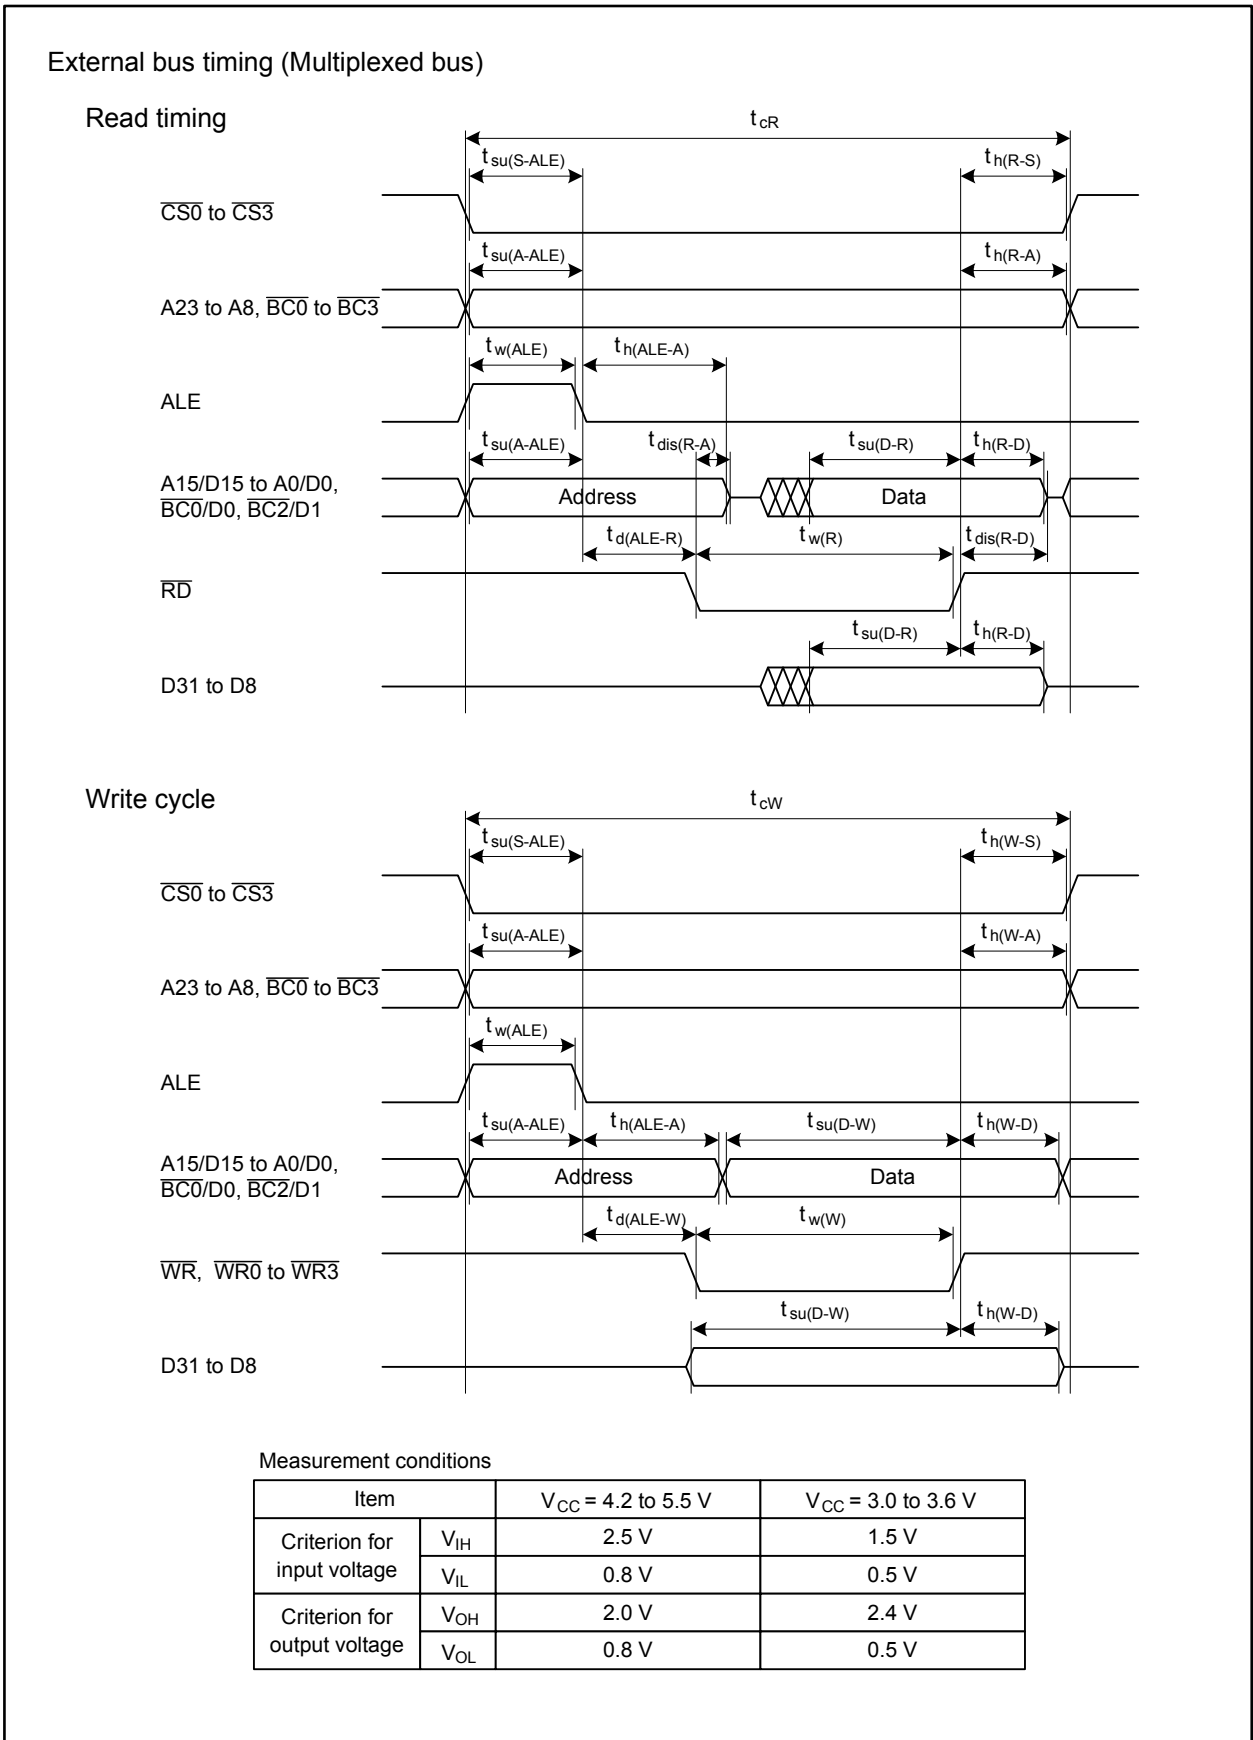 External bus timing (Multiplexed bus)
Read timing
tcR
tsu(S-ALE) th(R-S)
CS0 to CS3
tsu(A-ALE) th(R-A)
A23 to A8, BC0 to BC3
tw(ALE) th(ALE-A)
ALE
tsu(A-ALE) tdis(R-A) tsu(D-R) th(R-D)
A15/D15 to A0/D0,
BC0/D0, BC2/D1
Address Data
td(ALE-R) tw(R) tdis(R-D)
RD
tsu(D-R) th(R-D)
D31 to D8
Write cycle
tcW
tsu(S-ALE) th(W-S)
CS0 to CS3
tsu(A-ALE) th(W-A)
A23 to A8, BC0 to BC3
tw(ALE)
ALE
tsu(A-ALE) th(ALE-A) tsu(D-W) th(W-D)
A15/D15 to A0/D0,
BC0/D0, BC2/D1
Address Data
td(ALE-W) tw(W)
WR, WR0 to WR3
tsu(D-W) th(W-D)
D31 to D8
Measurement conditions
Item VCC = 4.2 to 5.5 V VCC = 3.0 to 3.6 V
Criterion for input voltage VIH 2.5 V 1.5 V
VIL 0.8 V 0.5 V
Criterion for output voltage VOH 2.0 V 2.4 V
VOL 0.8 V 0.5 V